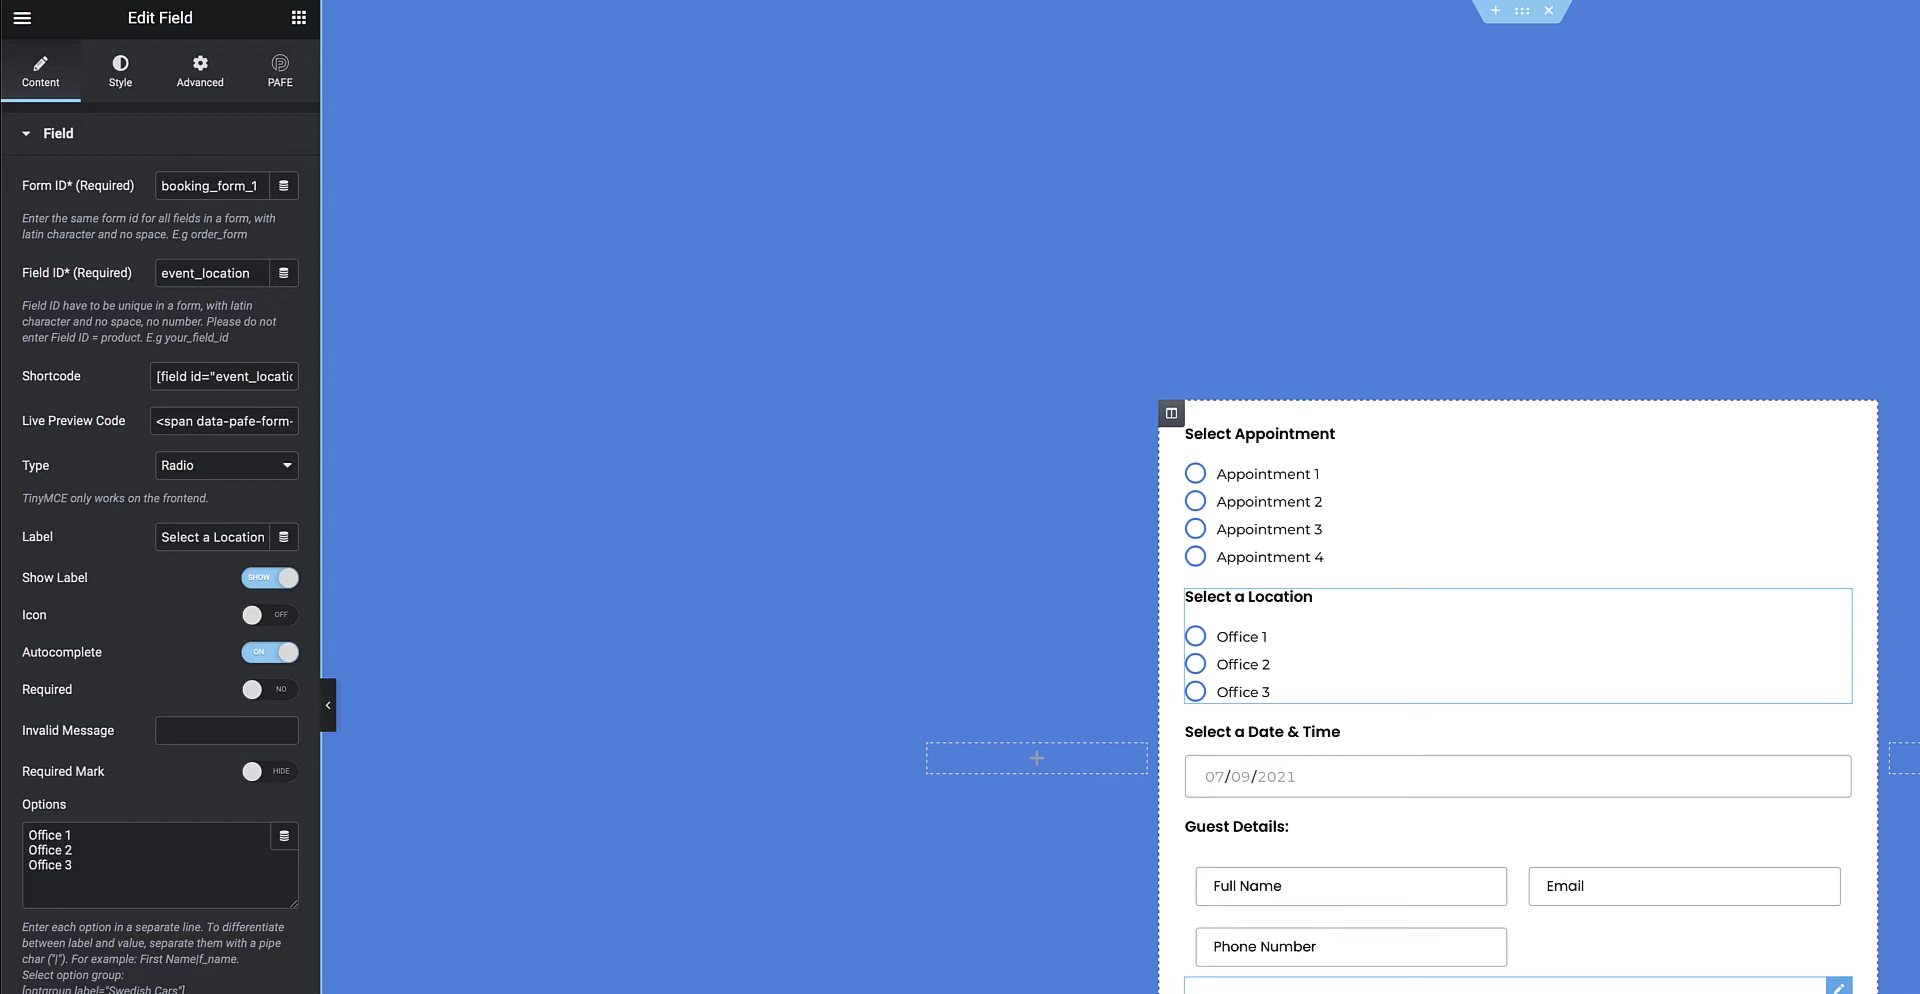 Edit Field
Content
Style
Advanced
PAFE
Field
Form ID* (Required)
booking_form_1
Enter the same form id for all fields in a form, with
latin character and no space. E.g order_form
Field ID* (Required)
event_location
Field ID have to be unique in a form, with latin
character and no space, no number. Please do not
enter Field ID = product. E.g your_field_id
Shortcode
[field id="event_locatic
Live Preview Code
<span data-pafe-form-
Type
Radio
TinyMCE only works on the frontend.
Label
Select a Location
Show Label
SHOW
Icon
OFF
Autocomplete
ON
Required
NO
Invalid Message
Required Mark
HIDE
Options
Office 1
Office 2
Office 3
Enter each option in a separate line. To differentiate
between label and value, separate them with a pipe
char ("|"). For example: First Name|f_name.
Select option group:
[optgroup label="Swedish Cars"]
Select Appointment
Appointment 1
Appointment 2
Appointment 3
Appointment 4
Select a Location
Office 1
Office 2
Office 3
Select a Date & Time
07/09/2021
Guest Details:
Full Name
Email
Phone Number